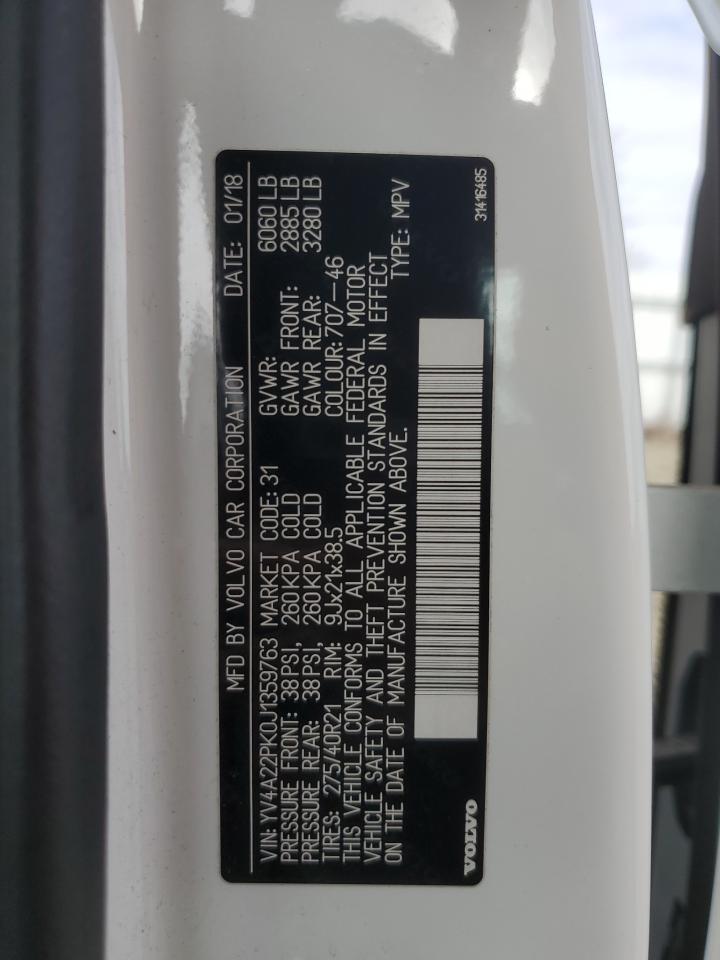 MFD BY VOLVO CAR CORPORATION DATE: 01/18
VIN: YV4A22PK0J1359763 MARKET CODE: 31 GVWR: 6060 LB
PRESSURE FRONT: 38 PSI, 260 KPA COLD GAWR FRONT: 2885 LB
PRESSURE REAR: 38 PSI, 260 KPA COLD GAWR REAR: 3280 LB
TIRES: 275/40R21 RIM: 9Jx21x38.5 COLOUR: 707—46
THIS VEHICLE CONFORMS TO ALL APPLICABLE FEDERAL MOTOR
VEHICLE SAFETY AND THEFT PREVENTION STANDARDS IN EFFECT
ON THE DATE OF MANUFACTURE SHOWN ABOVE. TYPE: MPV
VOLVO 31416485